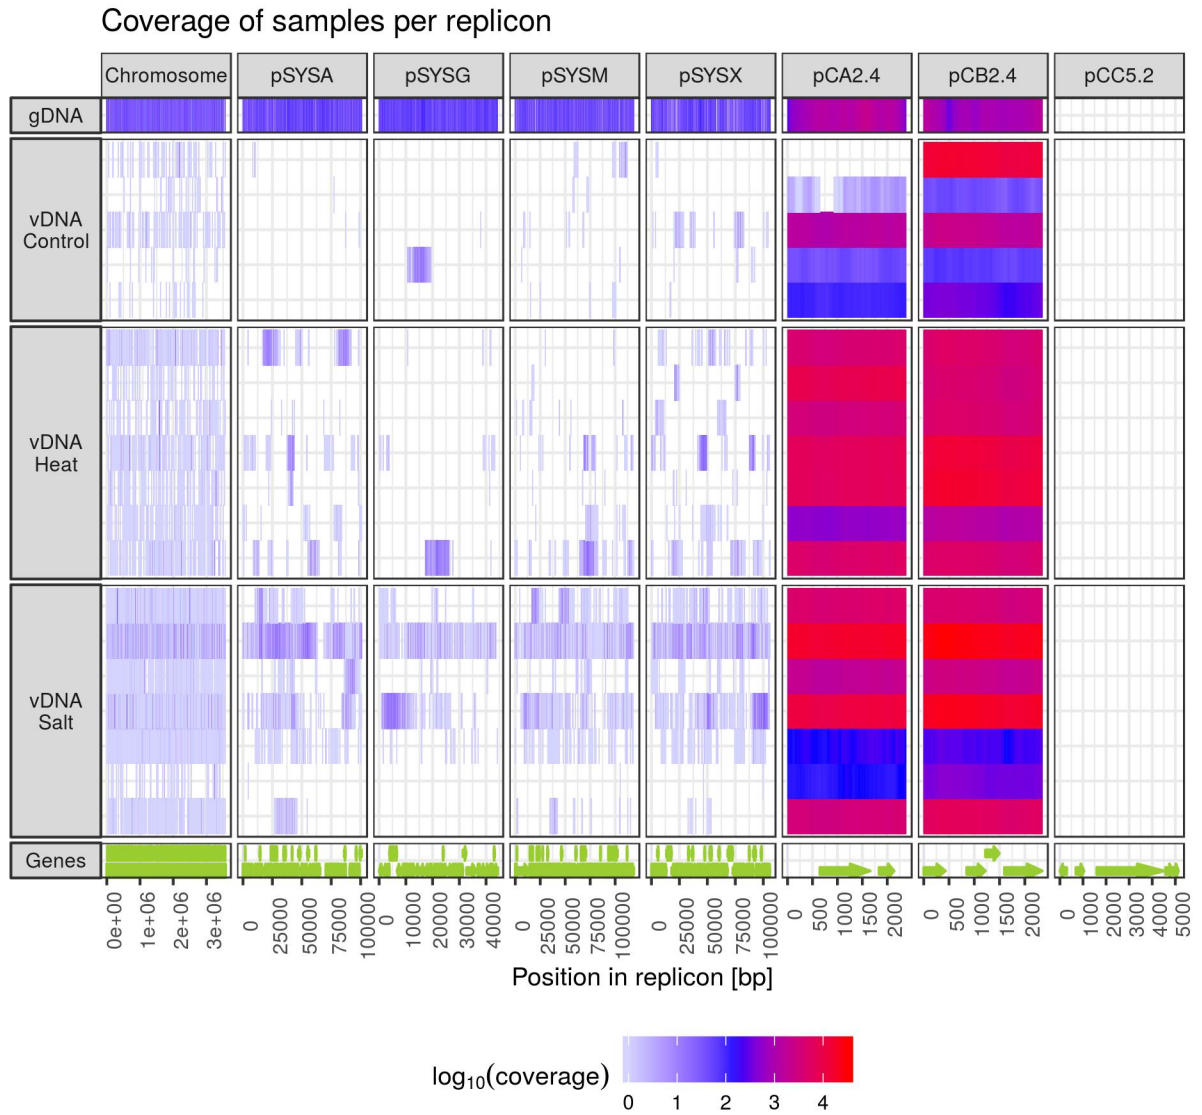 Coverage of samples per replicon
Chromosome pSYSA pSYSG pSYSM pSYSX pCA2.4 pCB2.4 pCC5.2
gDNA
vDNA
Control
vDNA
Heat
vDNA
Salt
Genes
0e+00 1e+06 2e+06 3e+06 0 25000 50000 75000 100000 0 10000 20000 30000 40000 0 25000 50000 75000 100000 0 25000 50000 75000 100000 0 500 1000 1500 2000 0 500 1000 1500 2000 0 1000 2000 3000 4000 50
Position in replicon [bp]
log10(coverage)
0 1 2 3 4